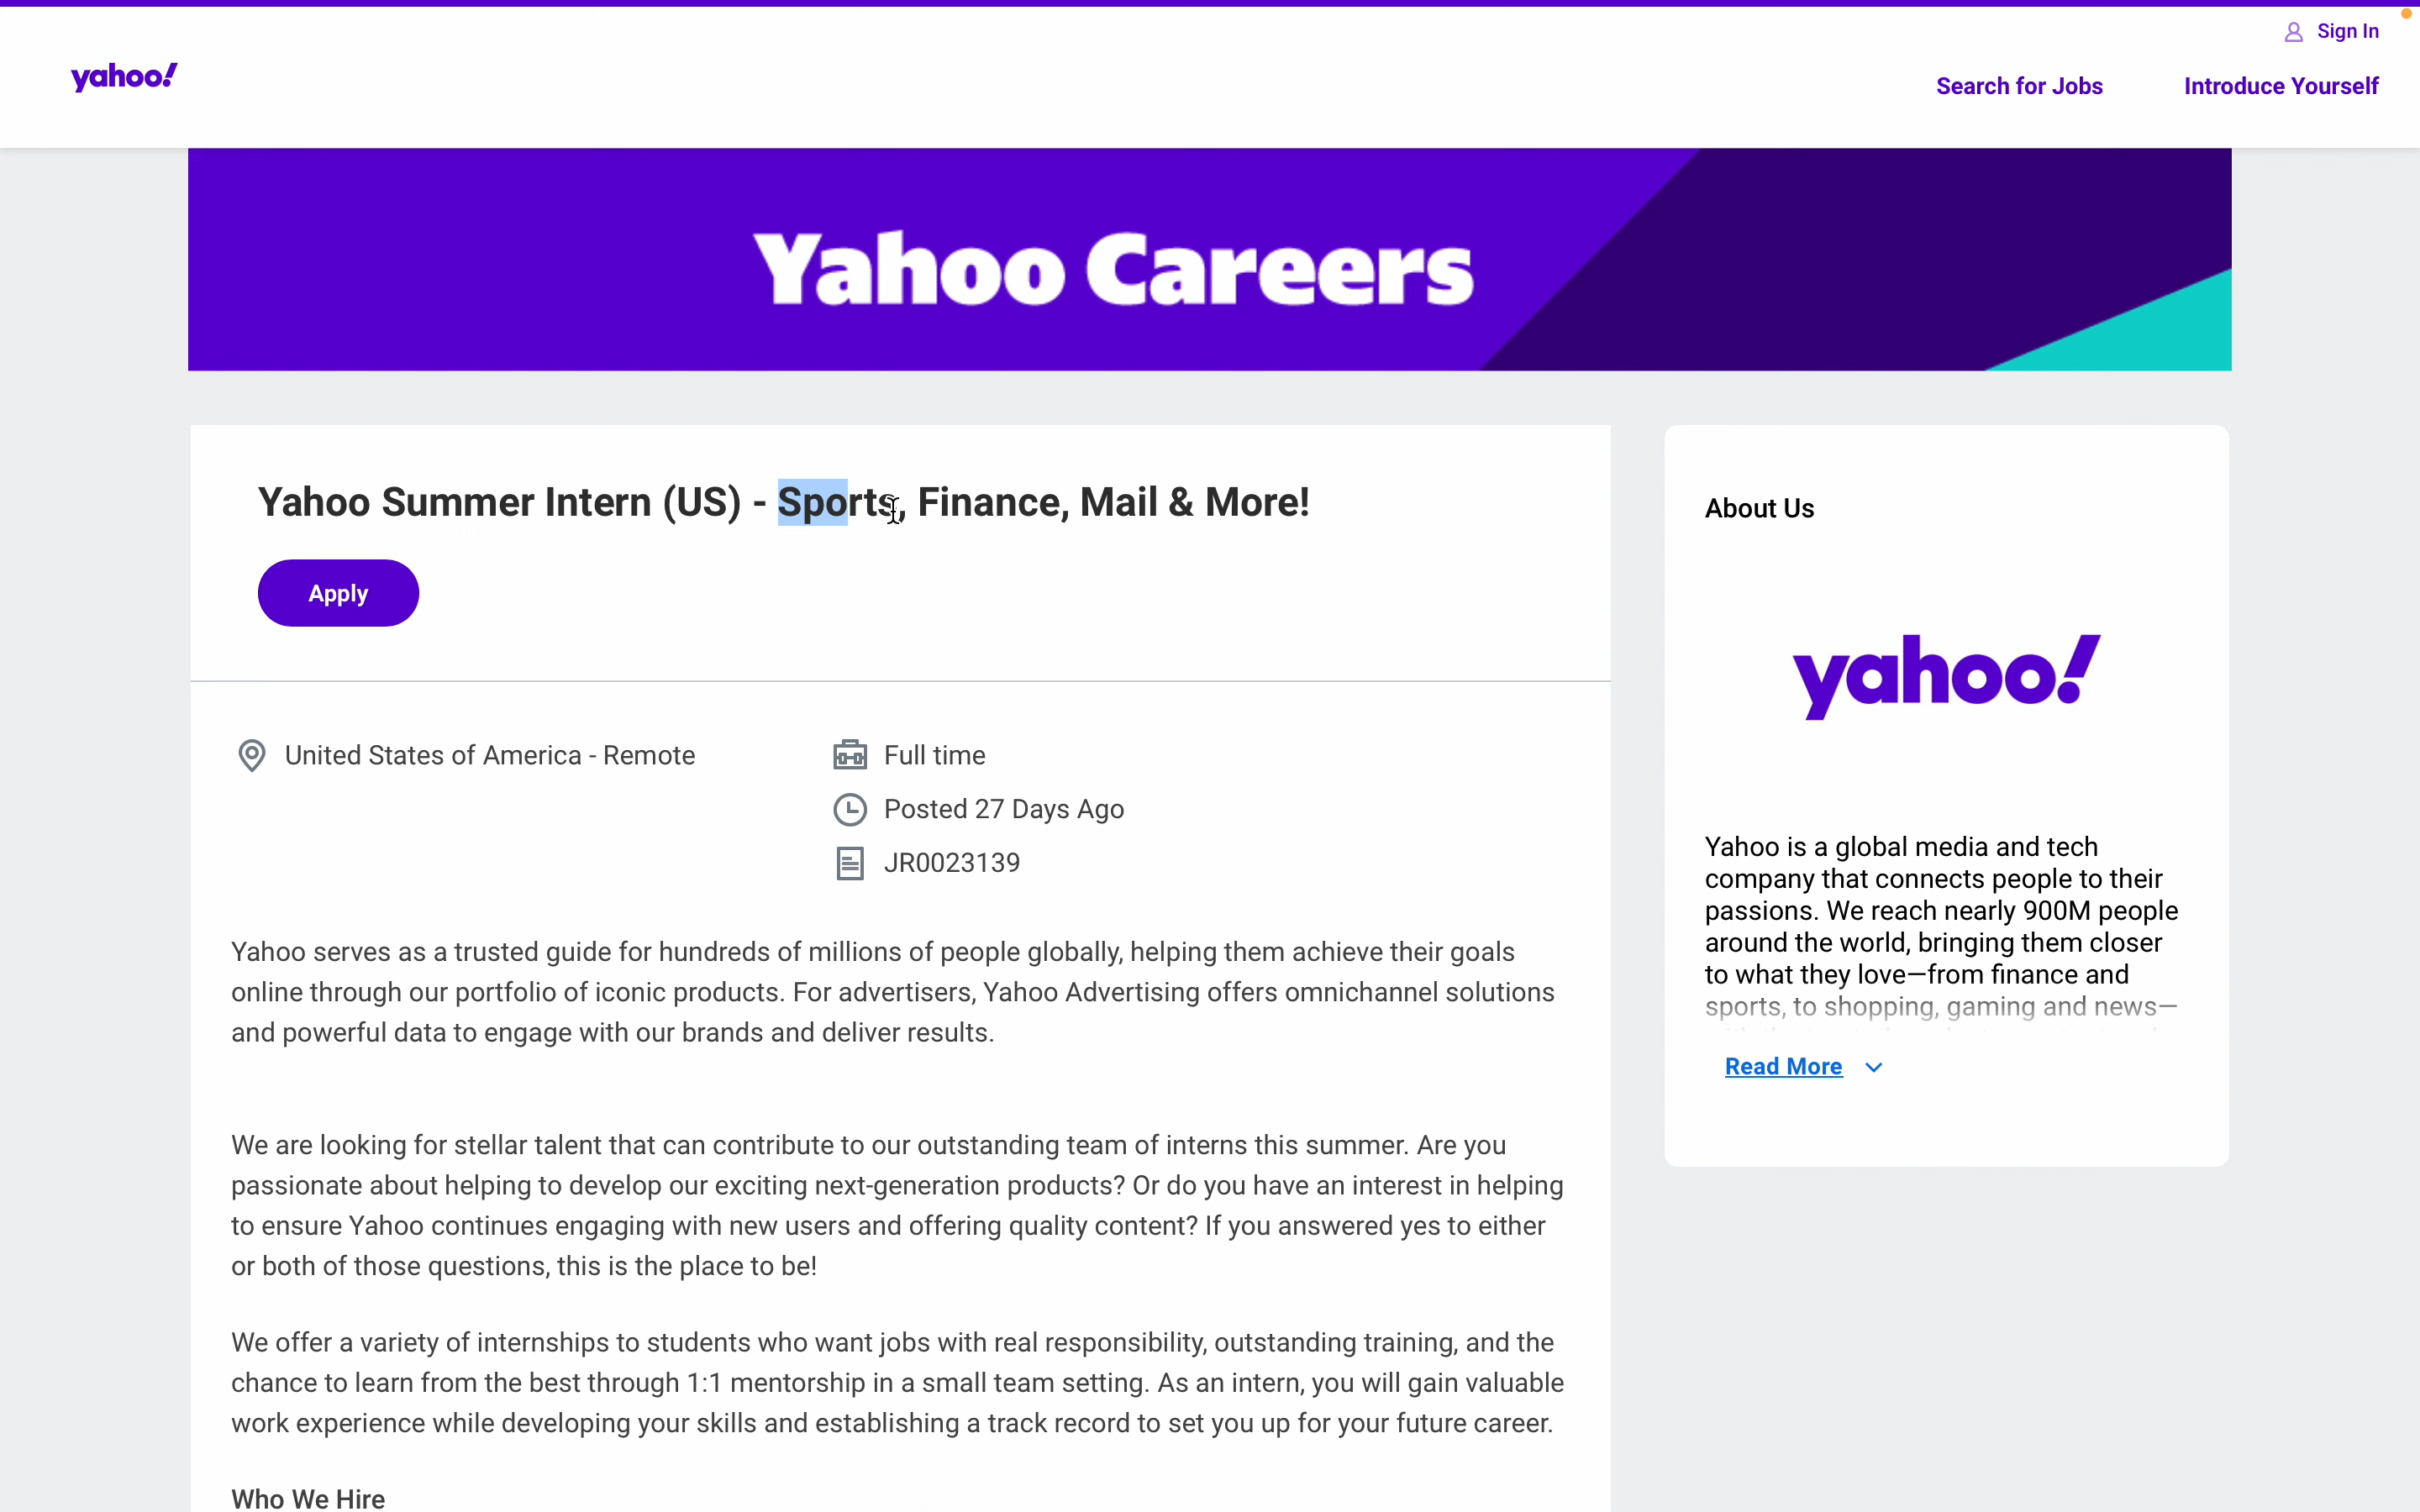 Sign In
yahoo!
Search for Jobs
Introduce Yourself
Yahoo Careers
Yahoo Summer Intern (US) - Sports, Finance, Mail & More!
Apply
United States of America - Remote
Full time
Posted 27 Days Ago
JR0023139
Yahoo serves as a trusted guide for hundreds of millions of people globally, helping them achieve their goals
online through our portfolio of iconic products. For advertisers, Yahoo Advertising offers omnichannel solutions
and powerful data to engage with our brands and deliver results.
We are looking for stellar talent that can contribute to our outstanding team of interns this summer. Are you
passionate about helping to develop our exciting next-generation products? Or do you have an interest in helping
to ensure Yahoo continues engaging with new users and offering quality content? If you answered yes to either
or both of those questions, this is the place to be!
We offer a variety of internships to students who want jobs with real responsibility, outstanding training, and the
chance to learn from the best through 1:1 mentorship in a small team setting. As an intern, you will gain valuable
work experience while developing your skills and establishing a track record to set you up for your future career.
Who We Hire
About Us
yahoo!
Yahoo is a global media and tech
company that connects people to their
passions. We reach nearly 900M people
around the world, bringing them closer
to what they love—from finance and
sports, to shopping, gaming and news—
Read More